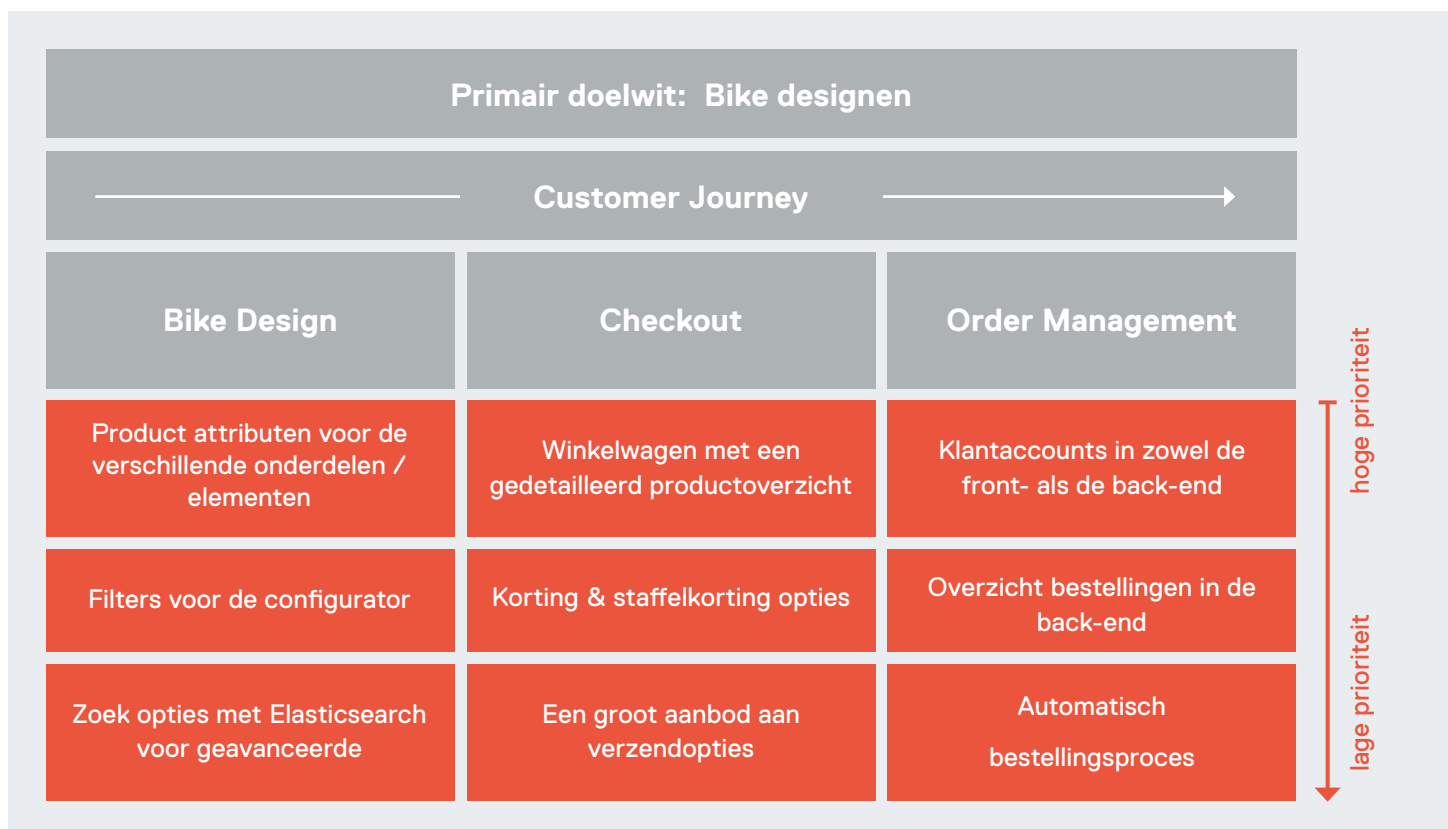 Primair doelwit: Bike designen
Customer Journey
Bike Design
Checkout
Order Management
Product attributen voor de
verschillende onderdelen /
elementen
Winkelwagen met een
gedetailleerd productoverzicht
Klantaccounts in zowel de
front- als de back-end
Filters voor de configurator
Korting & staffelkorting opties
Overzicht bestellingen in de
back-end
Zoek opties met Elasticsearch
voor geavanceerde
Een groot aanbod aan
verzendopties
Automatisch
bestellingsproces
hoge prioriteit
lage prioriteit